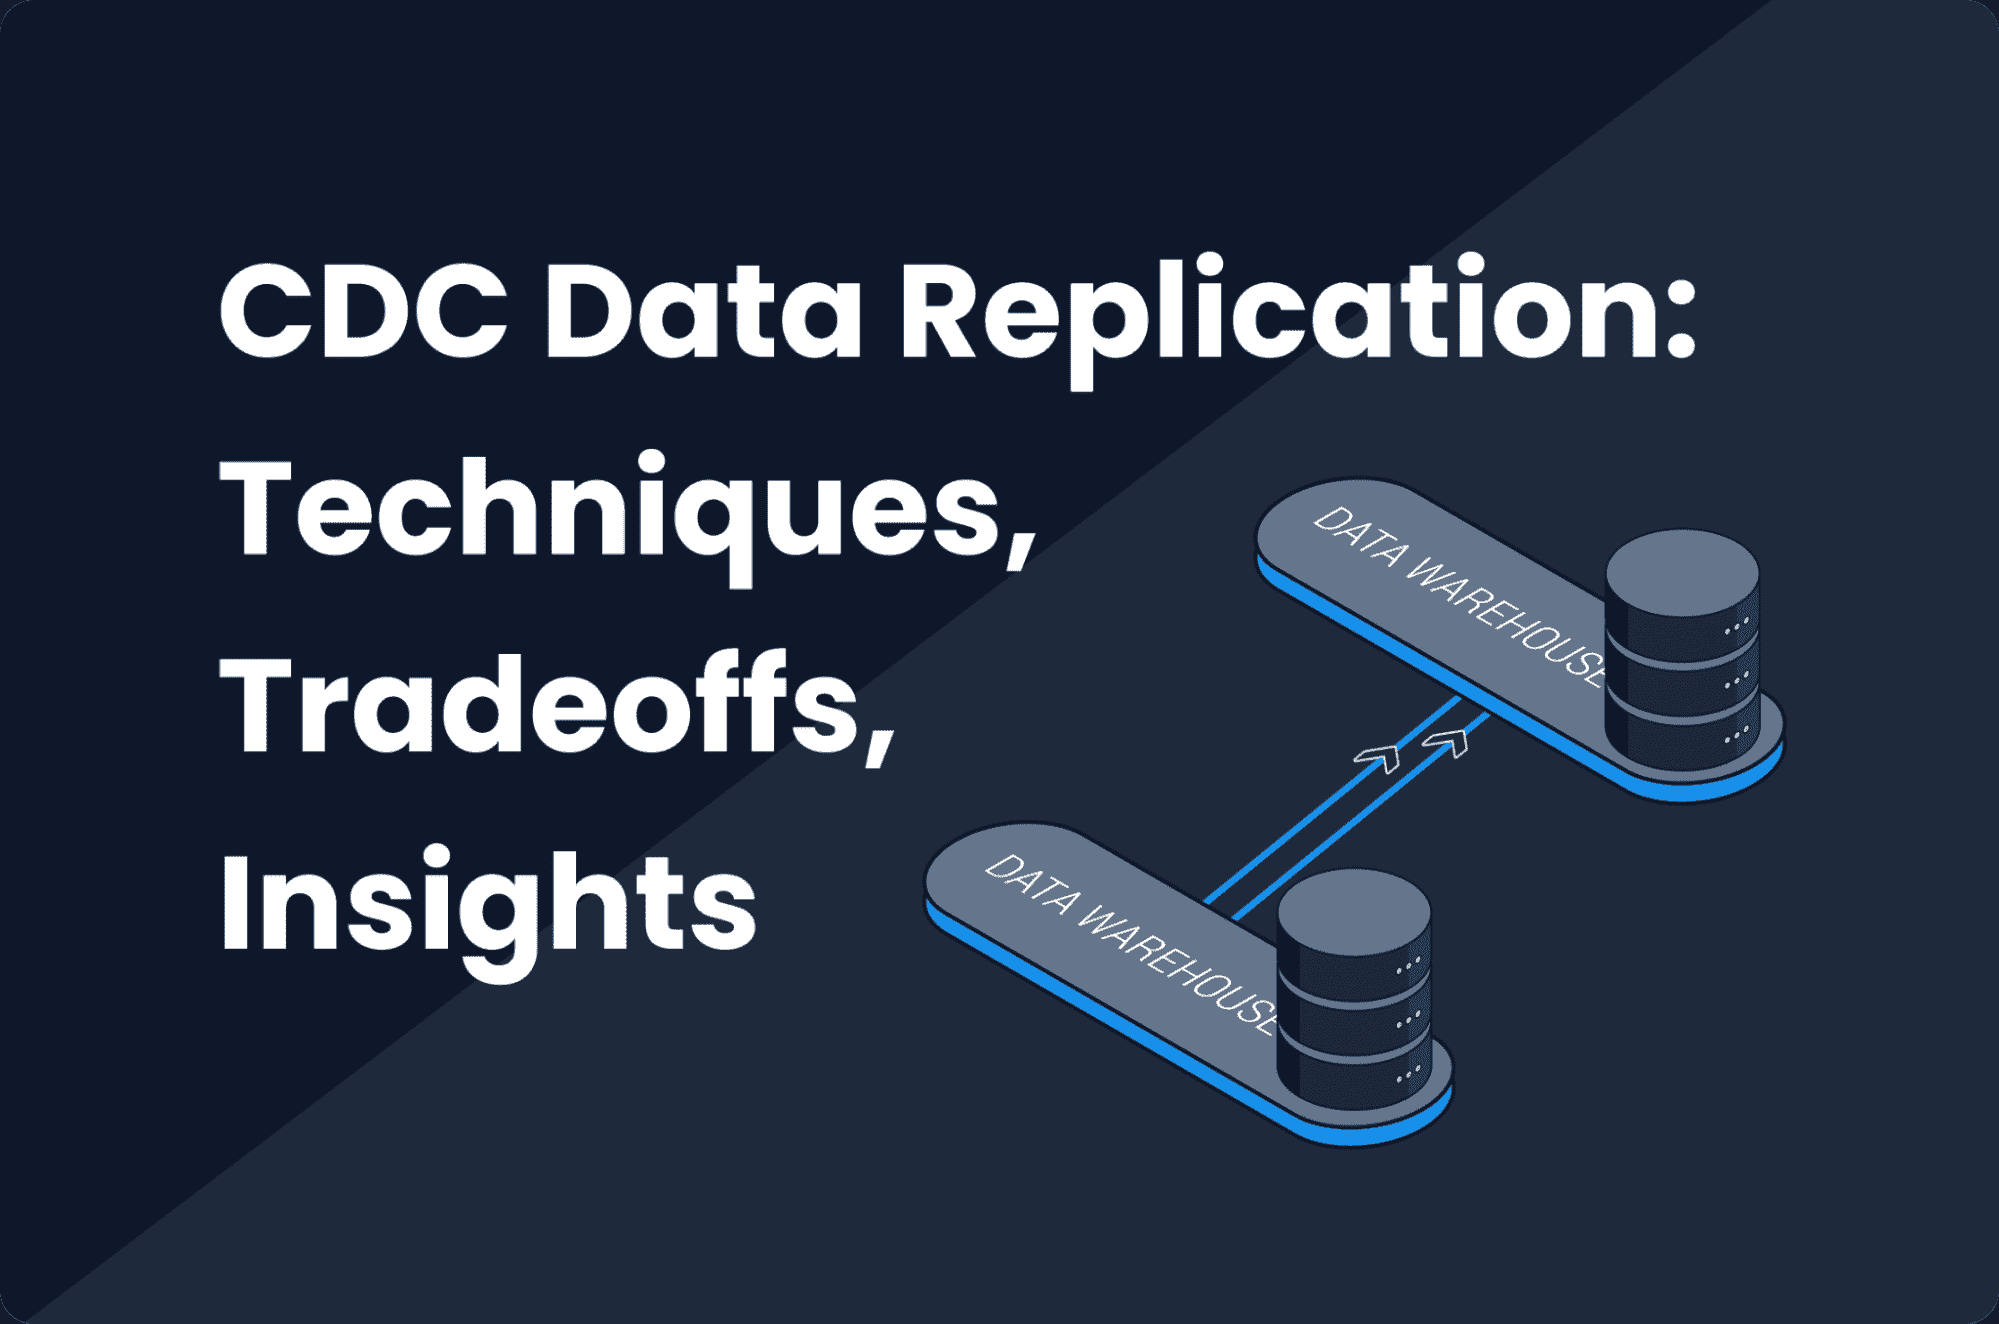 CDC Data Replication:
Techniques,
Tradeoffs,
Insights
DATA WAREHOUSE
DATA WAREHOUSE